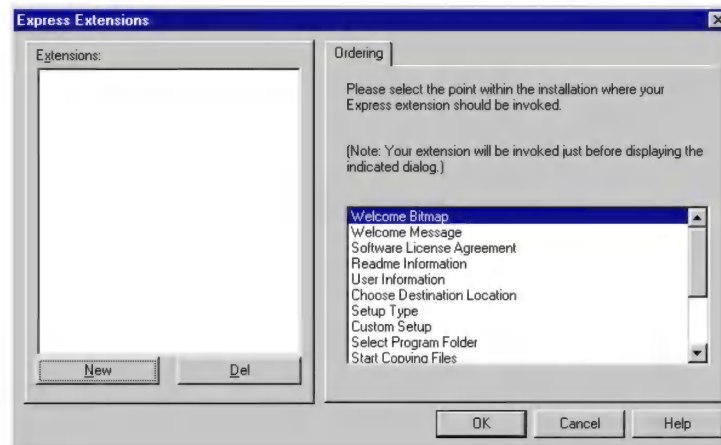 Express Extensions
Extensions:
New
Del
Ordering
Please select the point within the installation where your
Express extension should be invoked.
(Note: Your extension will be invoked just before displaying the
indicated dialog.)
Welcome Bitmap
Welcome Message
Software License Agreement
Readme Information
User Information
Choose Destination Location
Setup Type
Custom Setup
Select Program Folder
Start Copying Files
OK
Cancel
Help